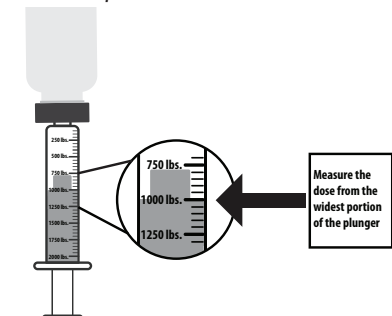 250 lbs.
500 lbs.
750 lbs.
1000 lbs.
1250 lbs.
1500 lbs.
1750 lbs.
2000 lbs.
750 lbs.
1000 lbs.
1250 lbs.
Measure the
dose from the
widest portion
of the plunger